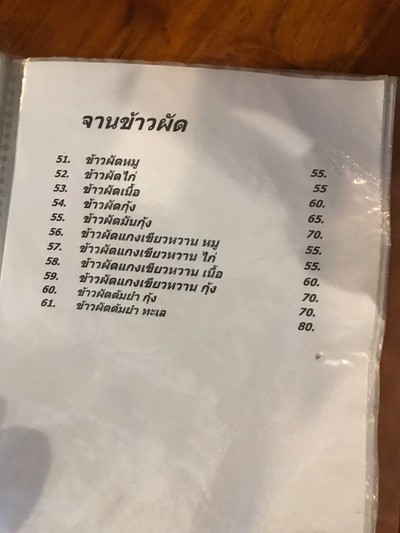 จานข้าวผัด
51. ข้าวผัดหมู 55.
52. ข้าวผัดไก่ 55
53. ข้าวผัดเนื้อ 60.
54. ข้าวผัดกุ้ง 65.
55. ข้าวผัดมันกุ้ง 70.
56. ข้าวผัดแกงเขียวหวาน หมู 55.
57. ข้าวผัดแกงเขียวหวาน ไก่ 55.
58. ข้าวผัดแกงเขียวหวาน เนื้อ 60.
59. ข้าวผัดแกงเขียวหวาน กุ้ง 70.
60. ข้าวผัดต้มยำ กุ้ง 70.
61. ข้าวผัดต้มยำ ทะเล 80.